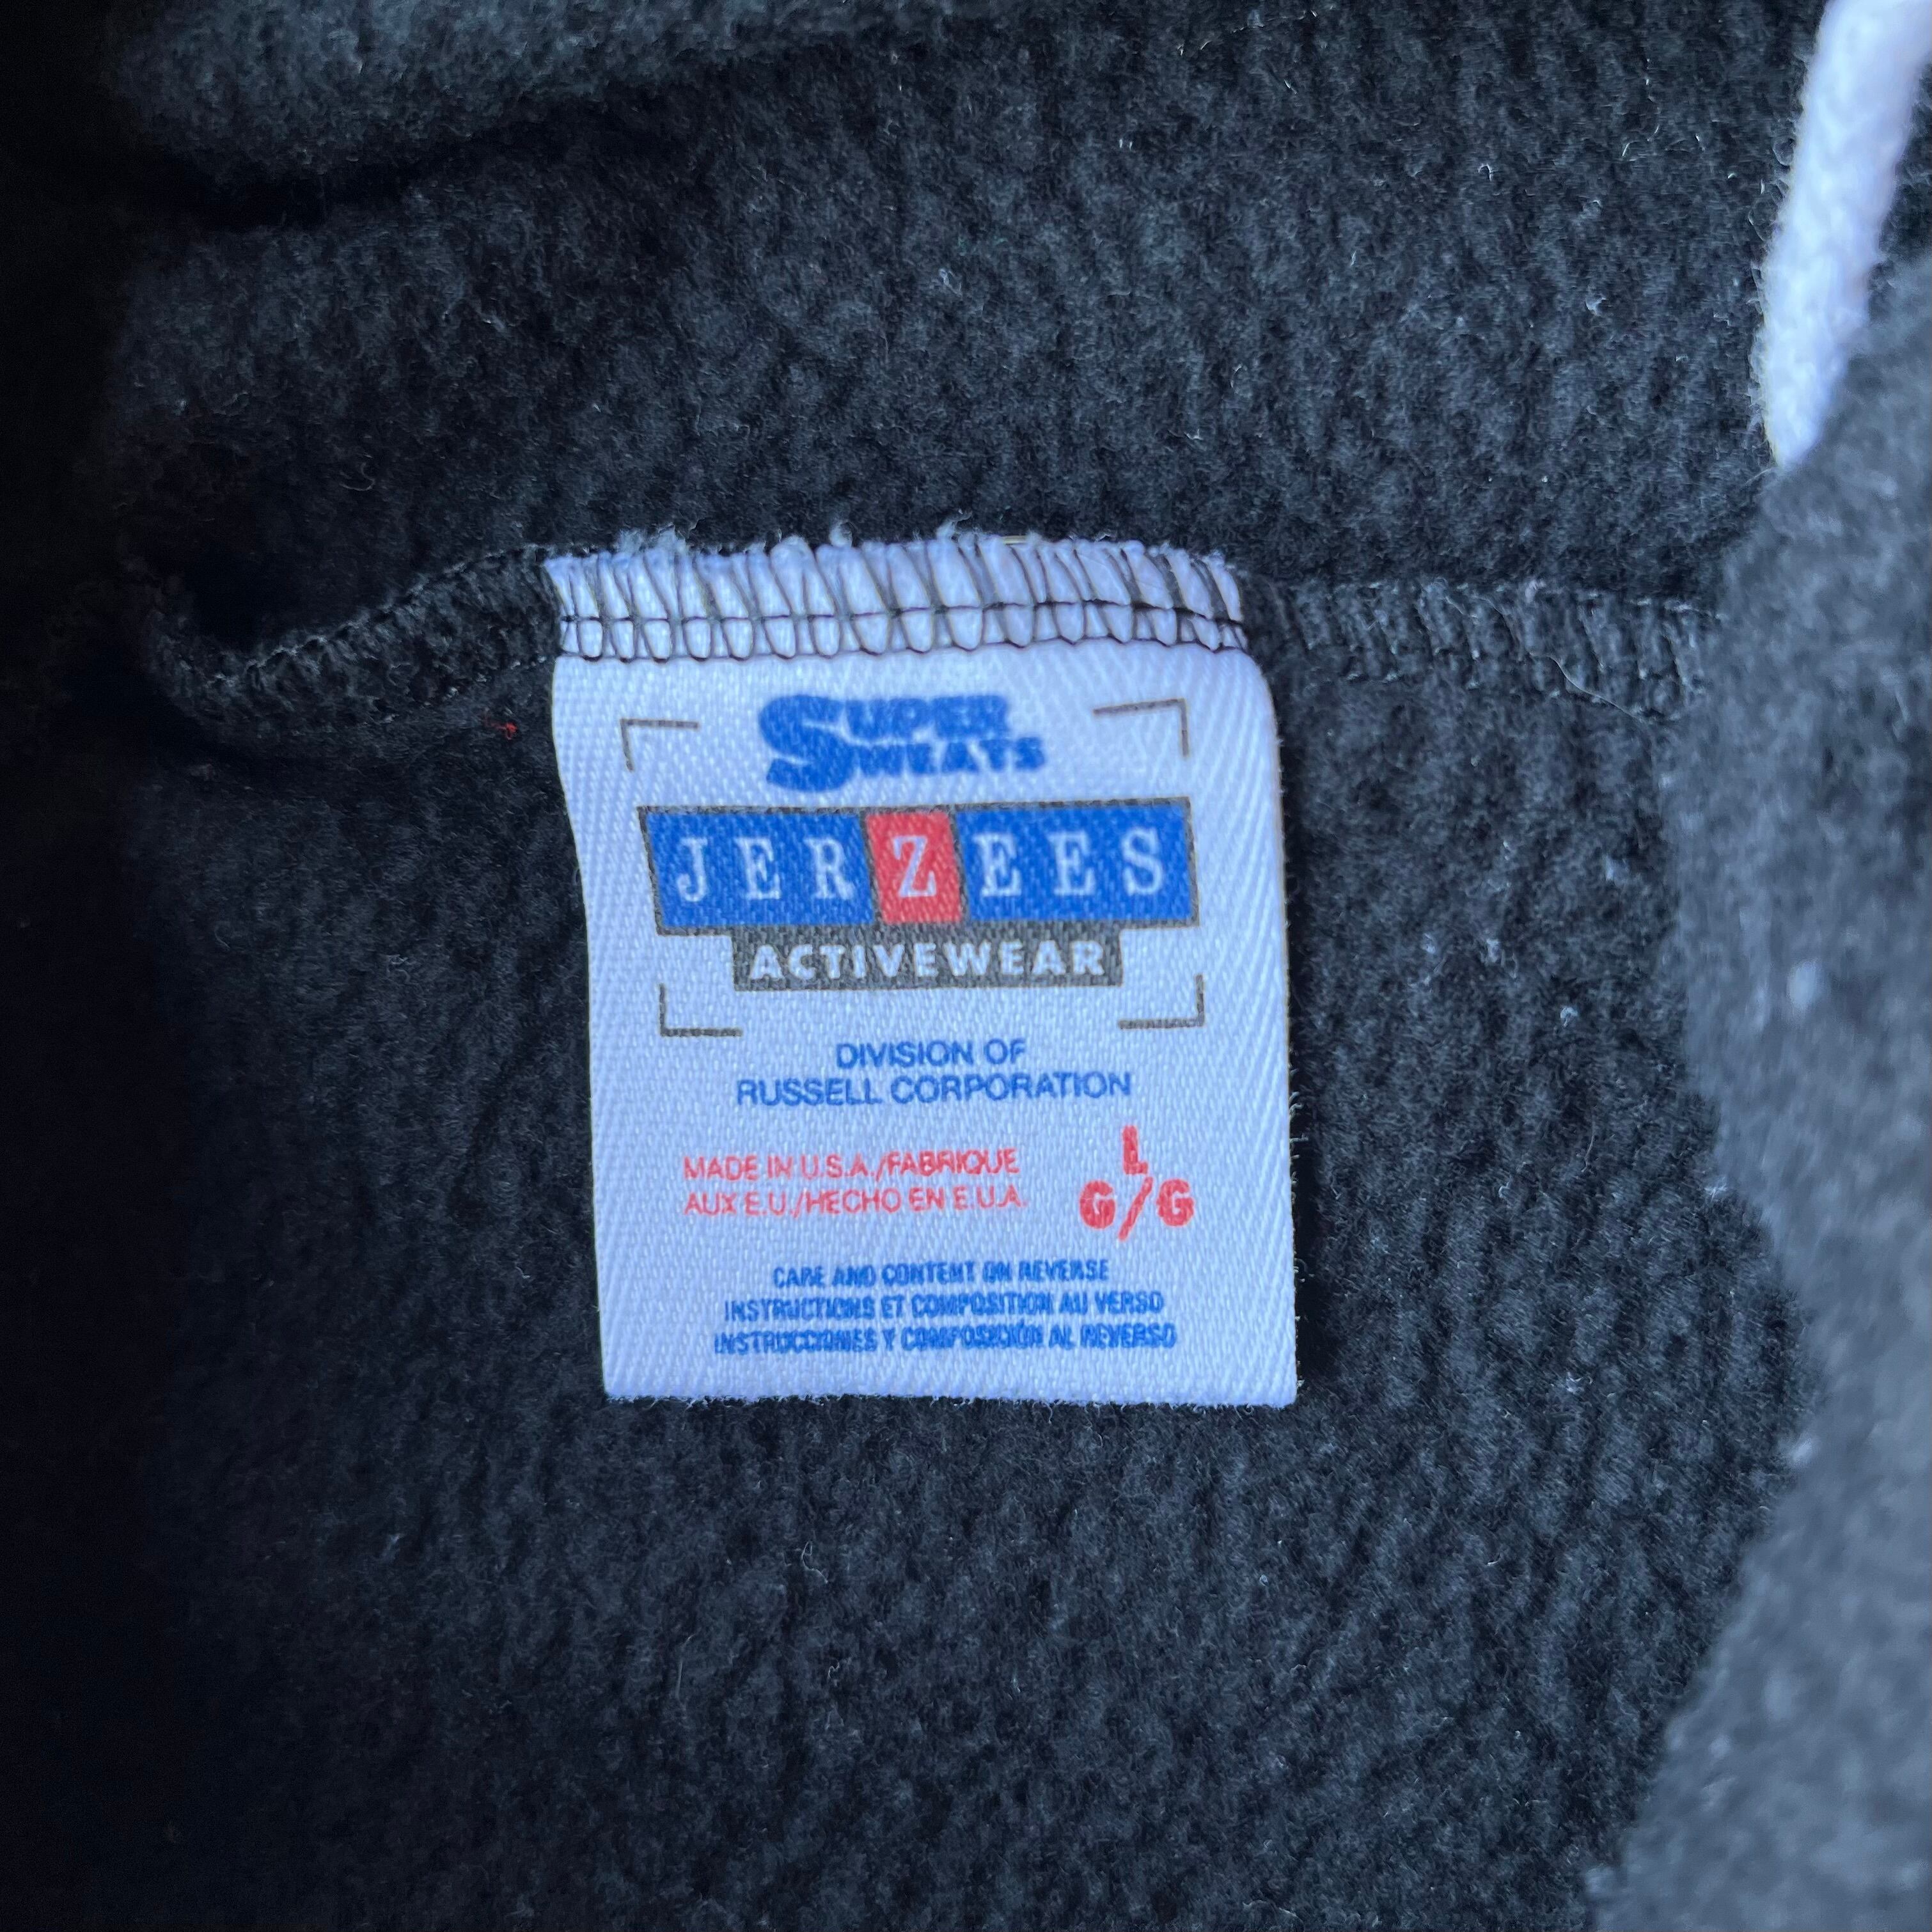 SUPER
SWEATS
JERZEES
ACTIVEWEAR
DIVISION OF
RUSSELL CORPORATION
MADE IN U.S.A./FABRIQUE
AUX E.U./HECHO EN E.U.A.
L
G/G
CARE AND CONTENT ON REVERSE
INSTRUCTIONS ET COMPOSITION AU VERSO
INSTRUCCIONES Y COMPOSICIÓN AL REVERSO